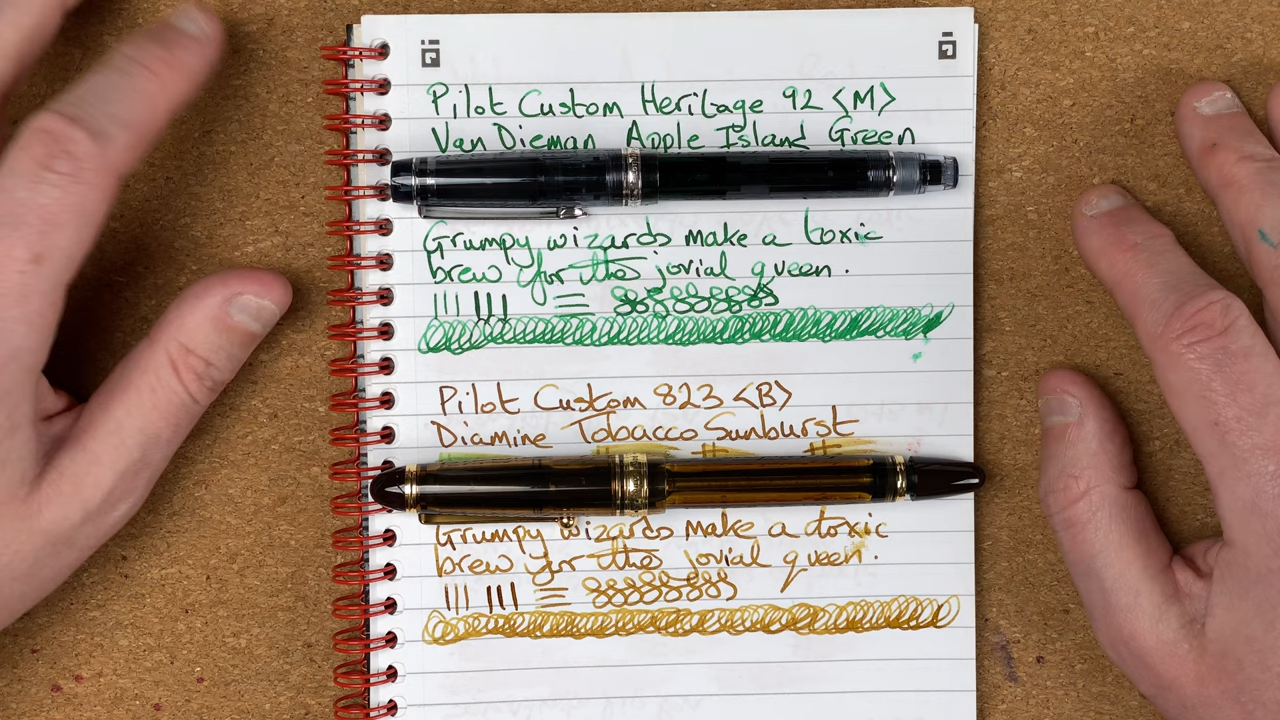 Pilot Custom Heritage 92 <M>
Van Dieman Apple Island Green
Grumpy wizards make a toxic
brew for the jovial queen.
Pilot Custom 823 <B>
Diamine Tobacco Sunburst
Grumpy wizards make a toxic
brew for the jovial queen.